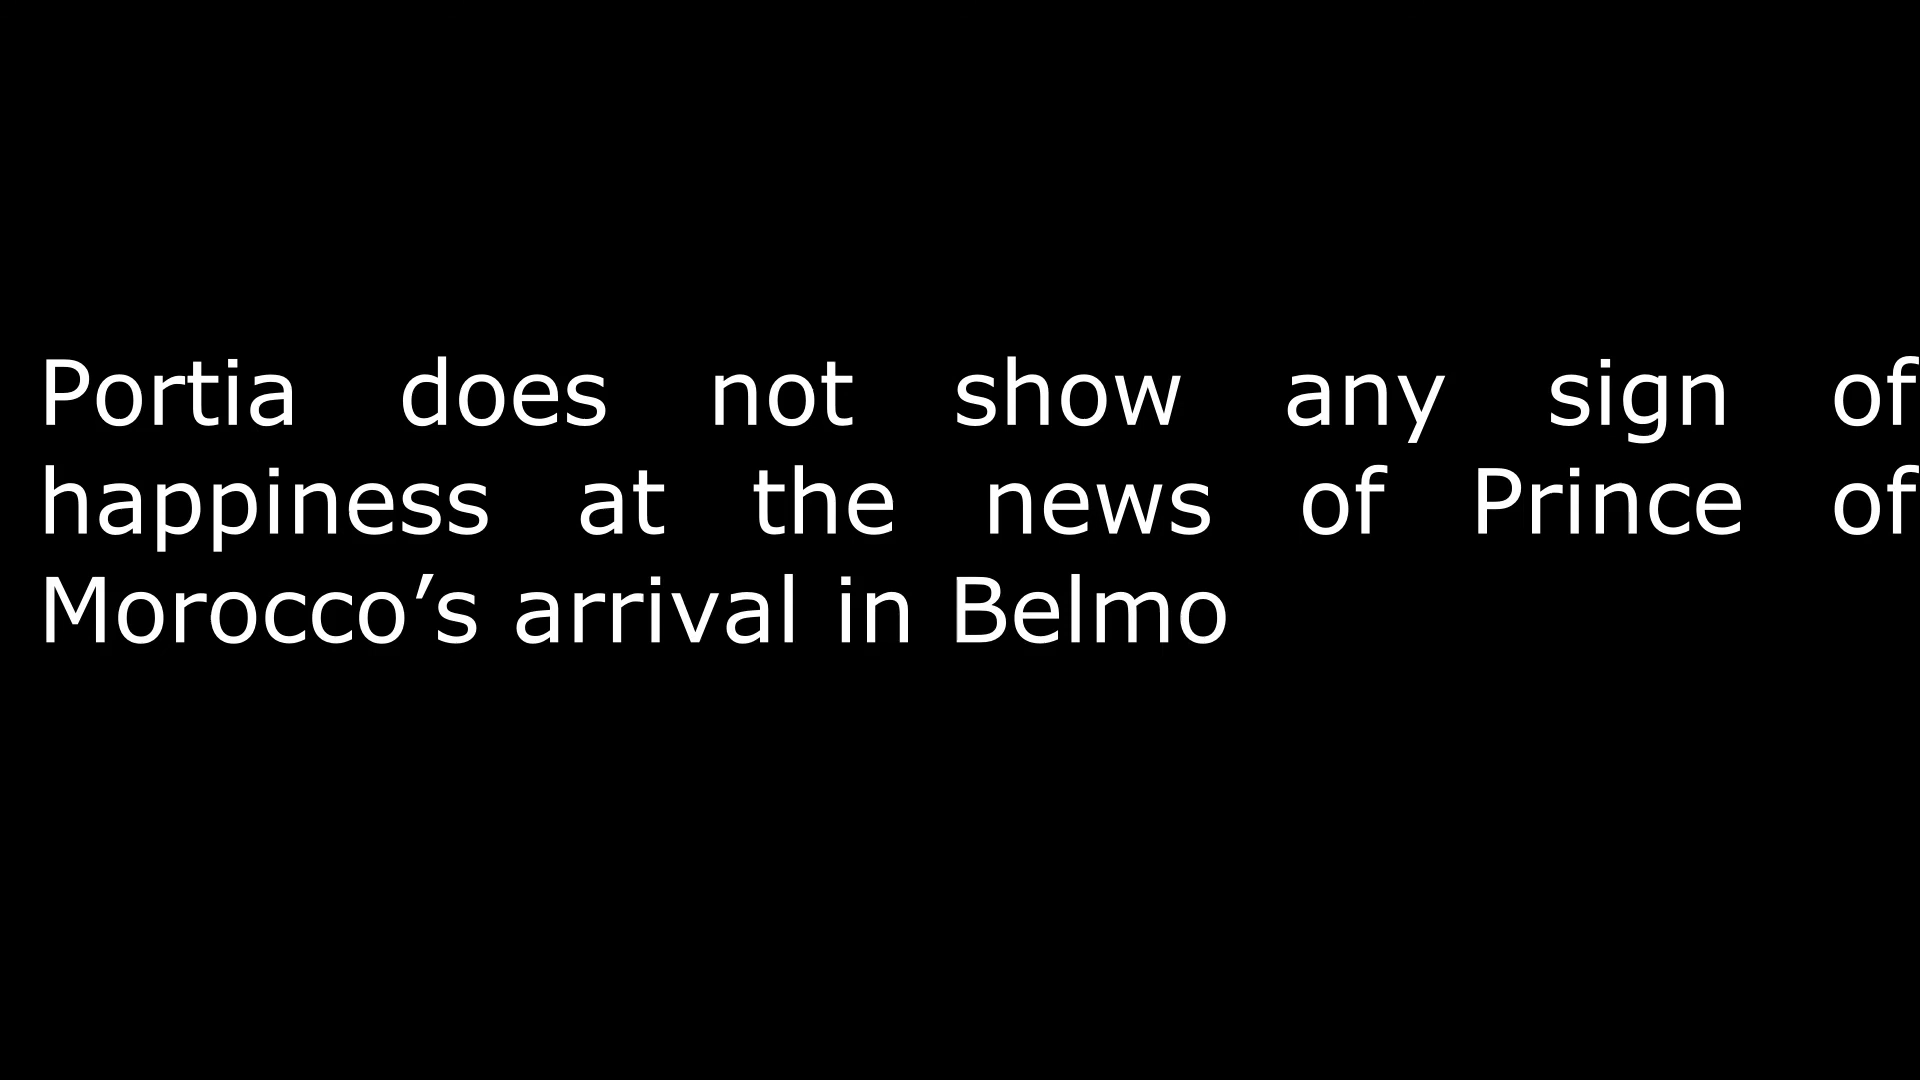 Portia does not show any sign of
happiness at the news of Prince of
Morocco’s arrival in Belmo